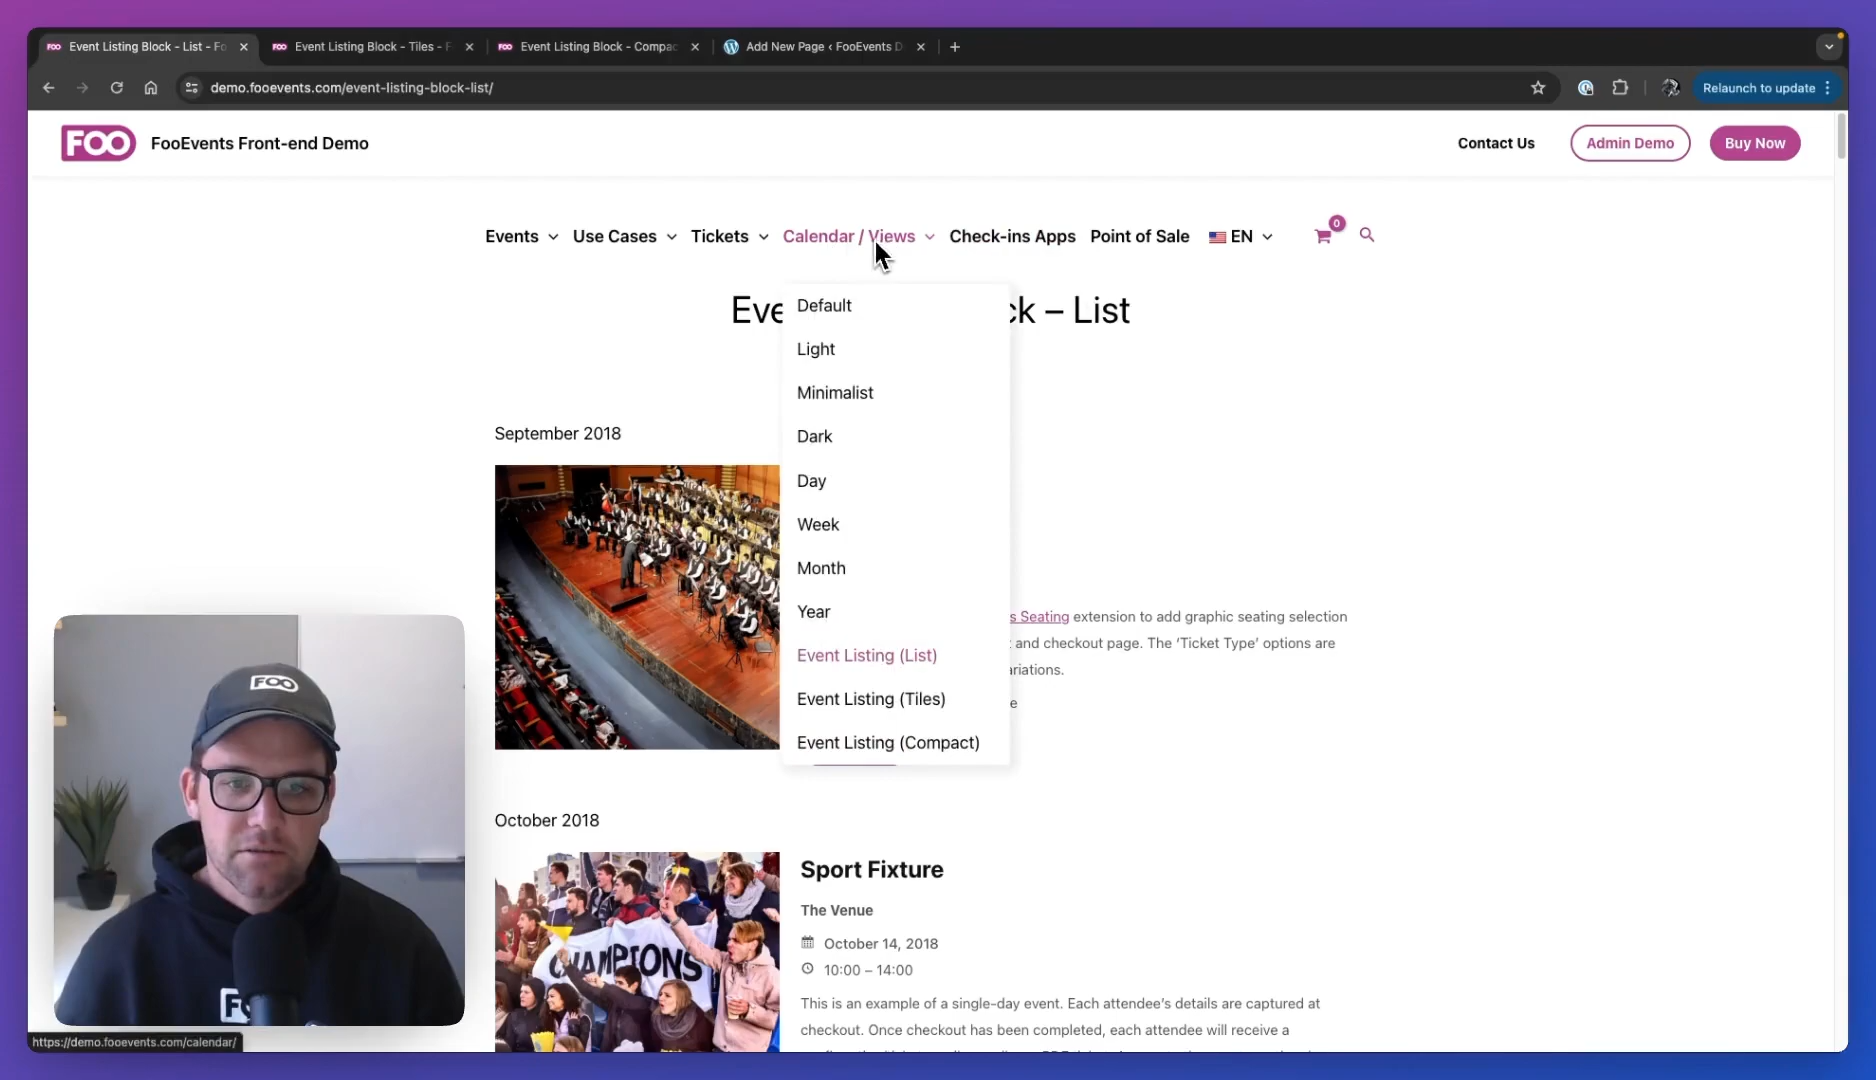 Event Listing Block - List - Fo
Event Listing Block - Tiles - F
Event Listing Block - Compac
Add New Page ‹ FooEvents D
demo.fooevents.com/event-listing-block-list/
Relaunch to update
FOO
FooEvents Front-end Demo
Contact Us
Admin Demo
Buy Now
Events
Use Cases
Tickets
Calendar / Views
Check-ins Apps
Point of Sale
EN
0
Eve ck – List
Default
Light
Minimalist
Dark
Day
Week
Month
Year
Event Listing (List)
Event Listing (Tiles)
Event Listing (Compact)
September 2018
s Seating extension to add graphic seating selection
and checkout page. The ‘Ticket Type’ options are
ariations.
e
October 2018
CHAMPIONS
Sport Fixture
The Venue
October 14, 2018
10:00 – 14:00
This is an example of a single-day event. Each attendee’s details are captured at
checkout. Once checkout has been completed, each attendee will receive a
FOO
https://demo.fooevents.com/calendar/